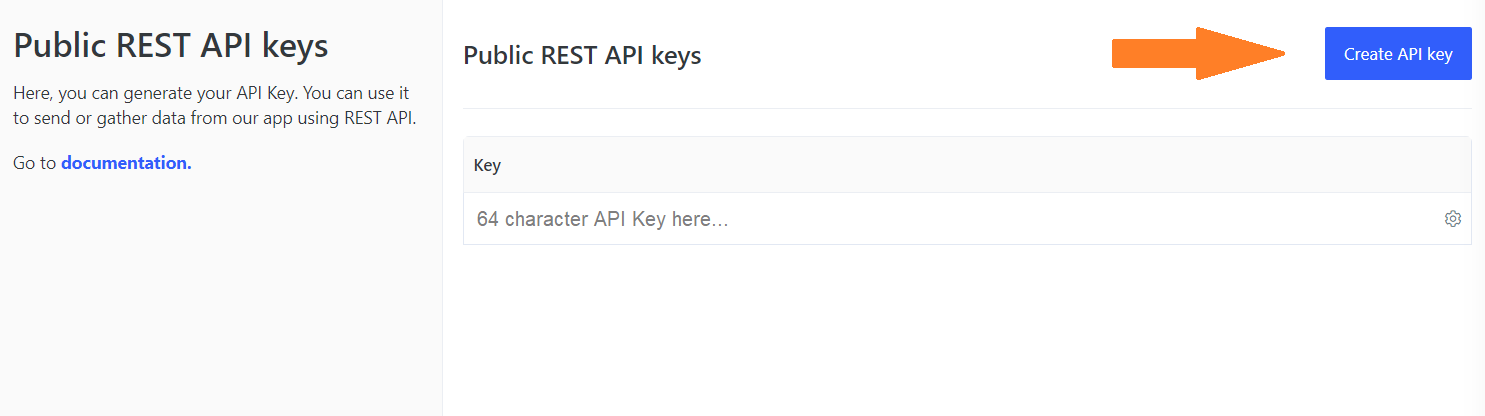 Public REST API keys
Here, you can generate your API Key. You can use it
to send or gather data from our app using REST API.
Go to documentation.
Public REST API keys
Create API key
Key
64 character API Key here...